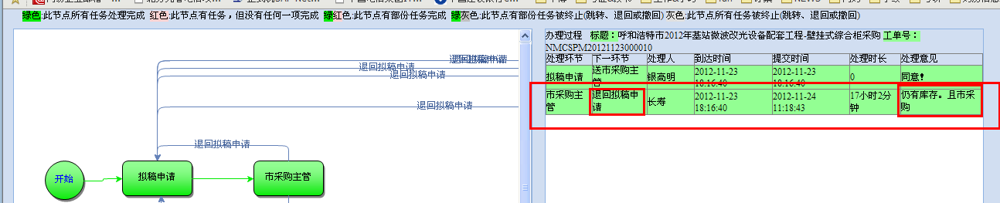 绿色:此节点所有任务处理完成 红色:此节点有任务，但没有任何一项完成 绿红色:此节点有部份任务完成 绿灰色:此节点有部份任务被终止(跳转、退回或撤回) 灰色:此节点所有任务被终止(跳转、退回或撤回)
退回拟稿申请
退回拟稿申请
退回拟稿申请
退回拟稿申请
开始
拟稿申请
市采购主管
办理过程 标题：呼和浩特市2012年基站微波改光设备配套工程-壁挂式综合柜采购 工单号：
NMCSPM20121123000010
处理环节 下一环节 处理人 到达时间 提交时间 处理时长 处理意见
拟稿申请 送市采购主管 银高明 2012-11-23 18:16:40 2012-11-23 18:16:40 0 同意！
市采购主管 退回拟稿申请 长寿 2012-11-23 18:16:40 2012-11-24 11:18:43 17小时2分钟 仍有库存。且市采购